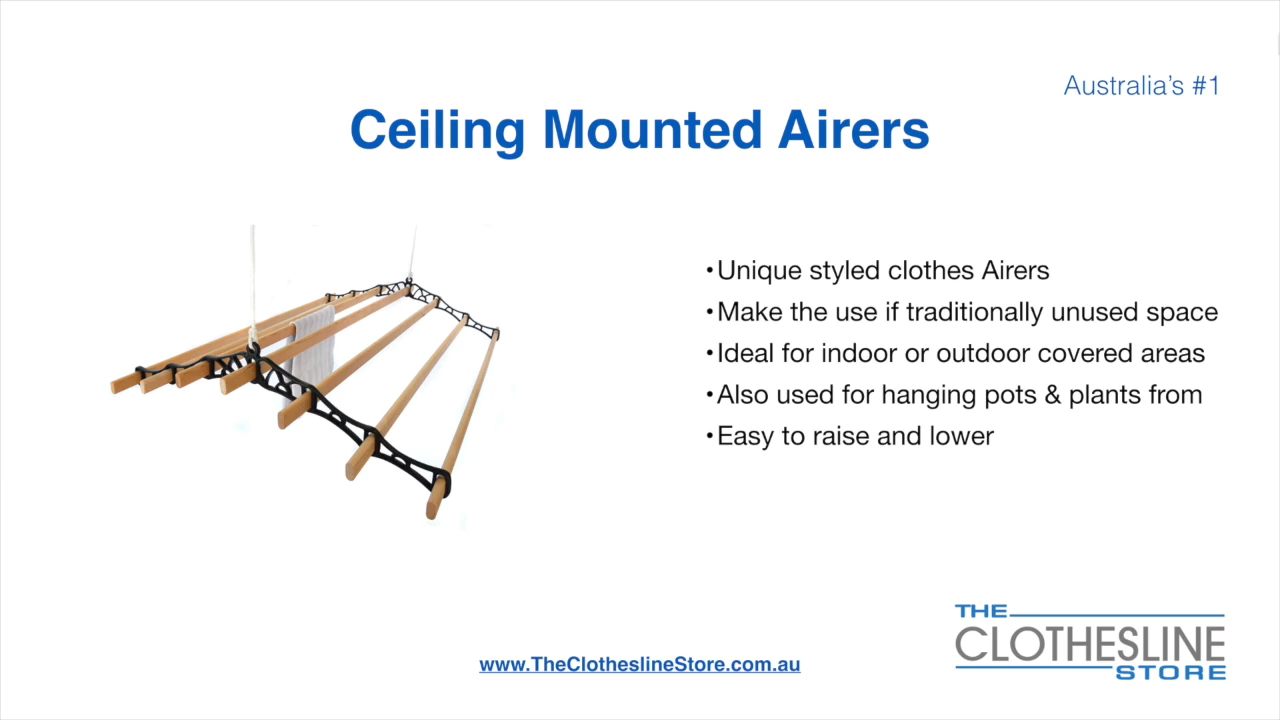 Australia's #1
Ceiling Mounted Airers
•Unique styled clothes Airers
•Make the use if traditionally unused space
•Ideal for indoor or outdoor covered areas
•Also used for hanging pots & plants from
•Easy to raise and lower
www.TheClotheslineStore.com.au
THE
CLOTHESLINE
STORE